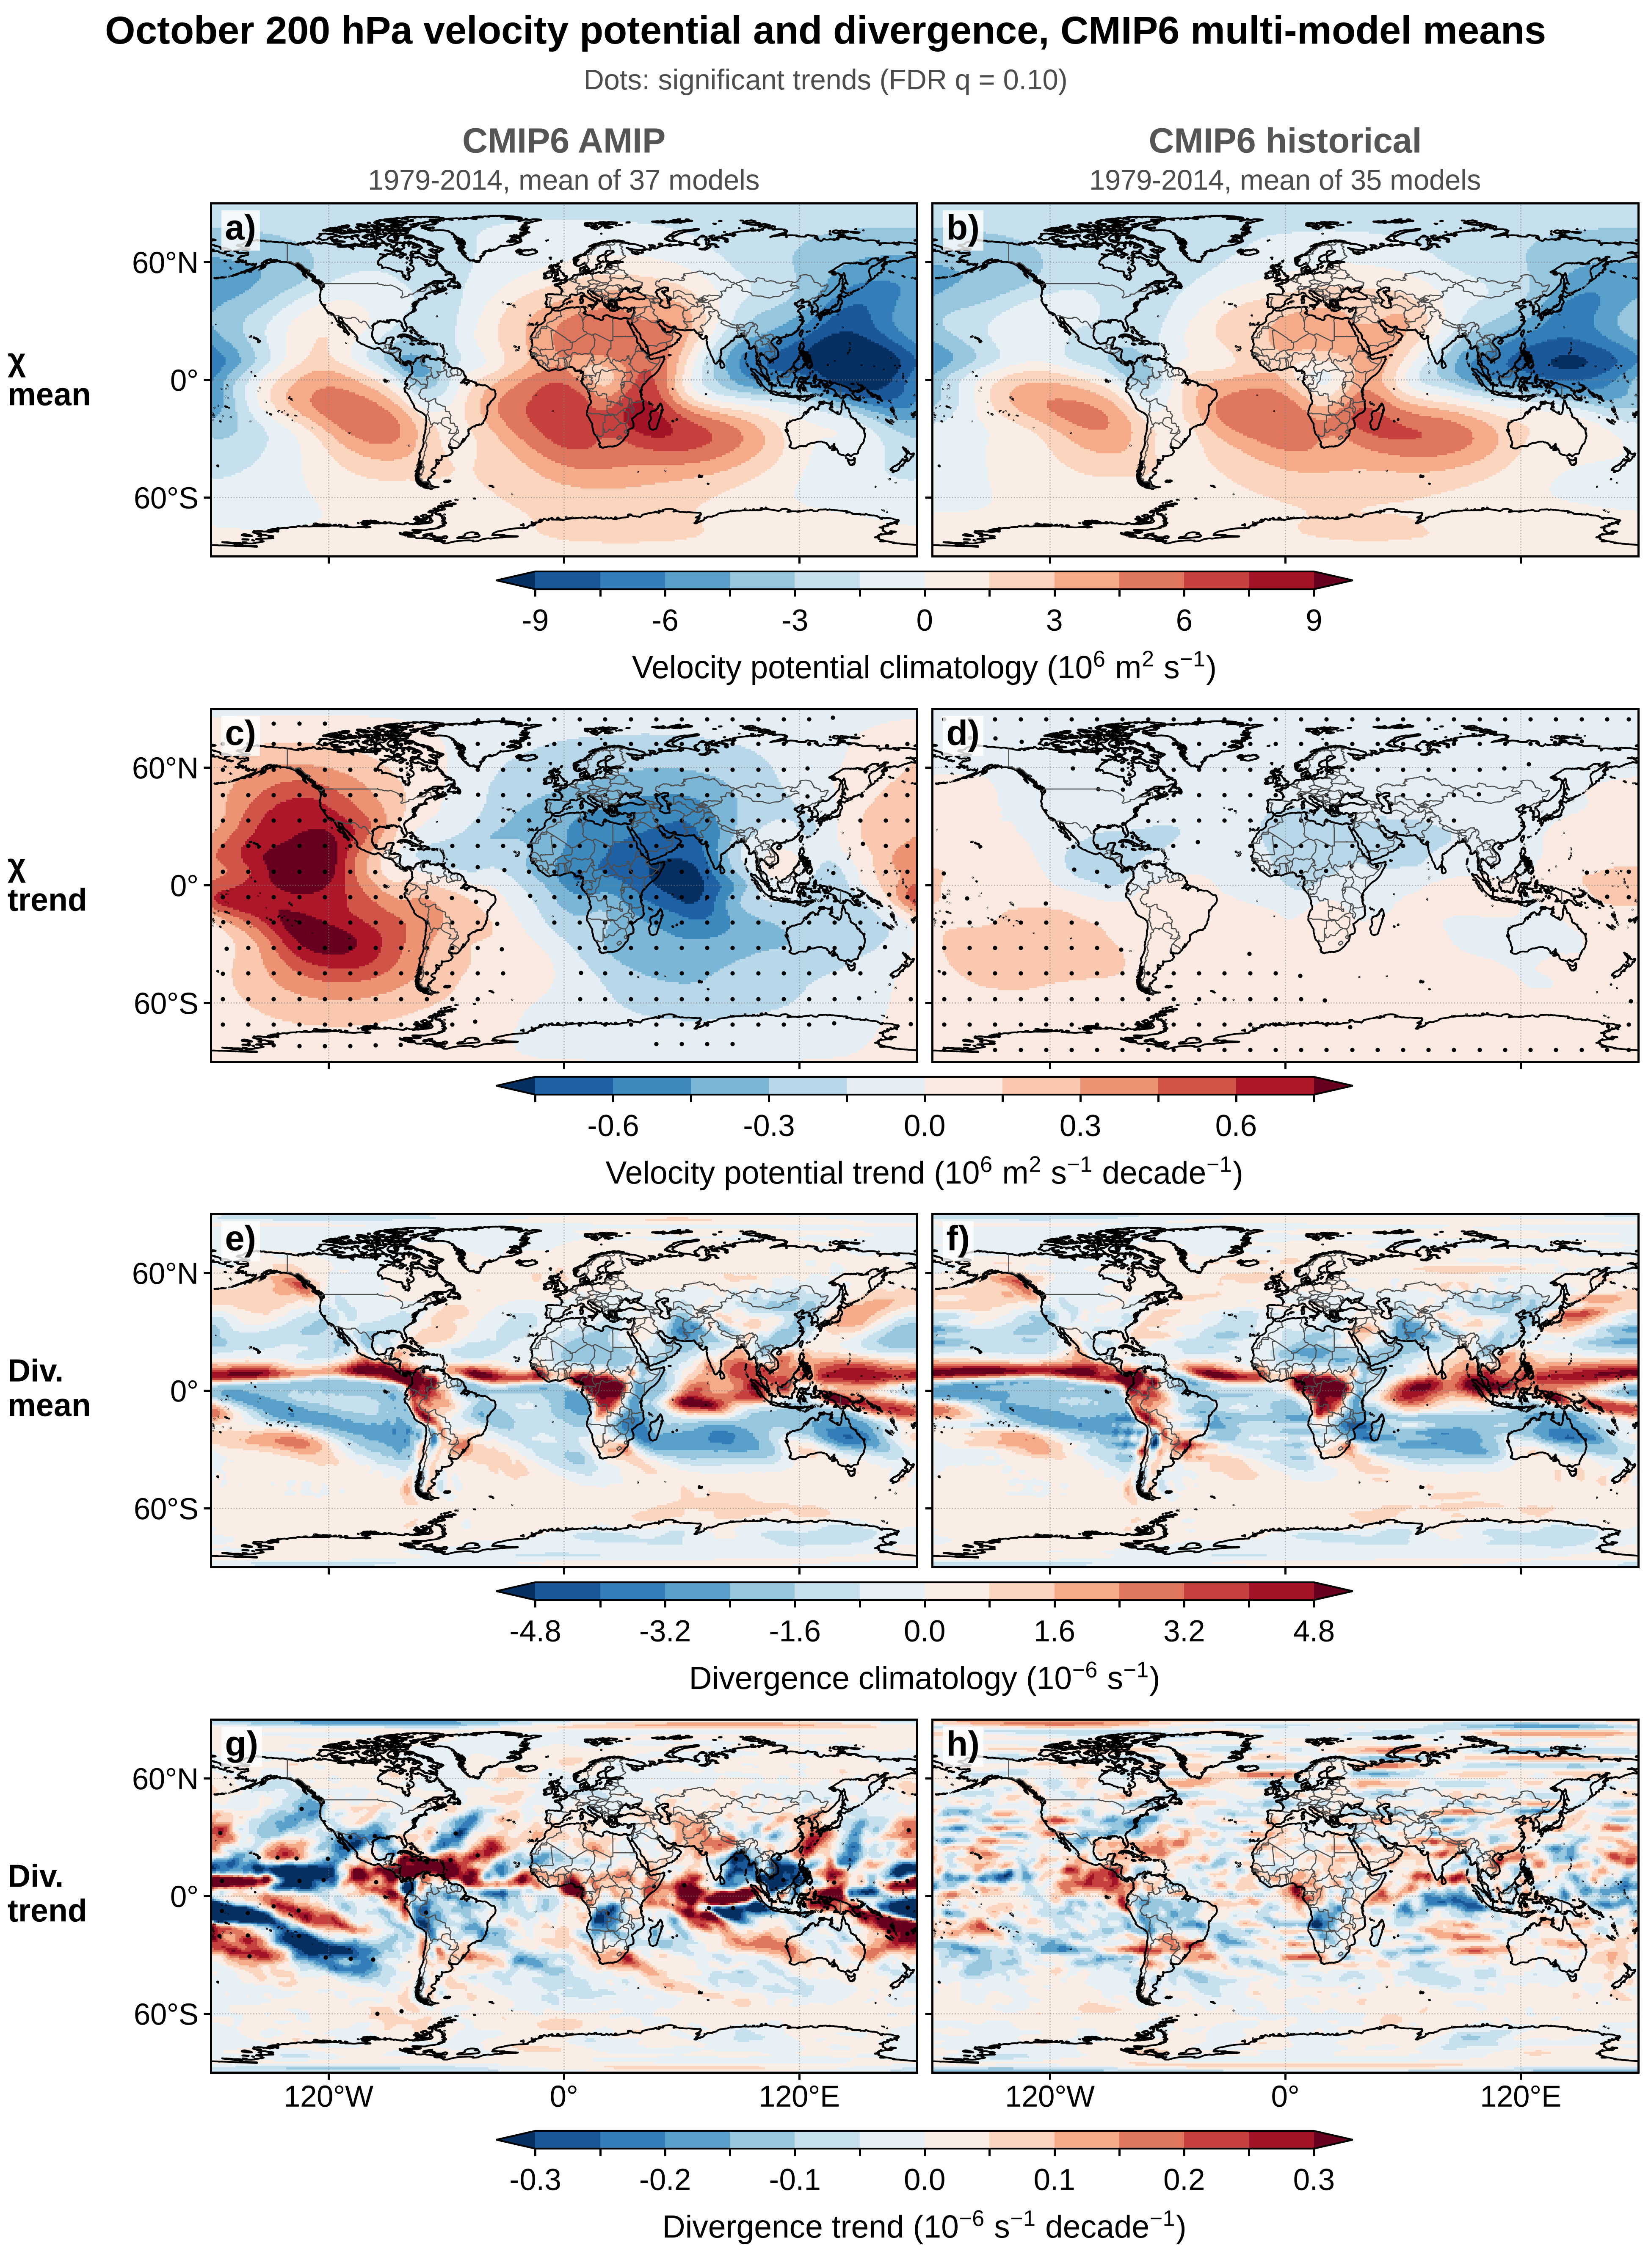 October 200 hPa velocity potential and divergence, CMIP6 multi-model means
Dots: significant trends (FDR q = 0.10)
CMIP6 AMIP
1979-2014, mean of 37 models
CMIP6 historical
1979-2014, mean of 35 models
χ
mean
a)
b)
60°N
0°
60°S
-9 -6 -3 0 3 6 9
Velocity potential climatology (10⁶ m² s⁻¹)
χ
trend
c)
d)
60°N
0°
60°S
-0.6 -0.3 0.0 0.3 0.6
Velocity potential trend (10⁶ m² s⁻¹ decade⁻¹)
Div.
mean
e)
f)
60°N
0°
60°S
-4.8 -3.2 -1.6 0.0 1.6 3.2 4.8
Divergence climatology (10⁻⁶ s⁻¹)
Div.
trend
g)
h)
60°N
0°
60°S
120°W 0° 120°E 120°W 0° 120°E
-0.3 -0.2 -0.1 0.0 0.1 0.2 0.3
Divergence trend (10⁻⁶ s⁻¹ decade⁻¹)